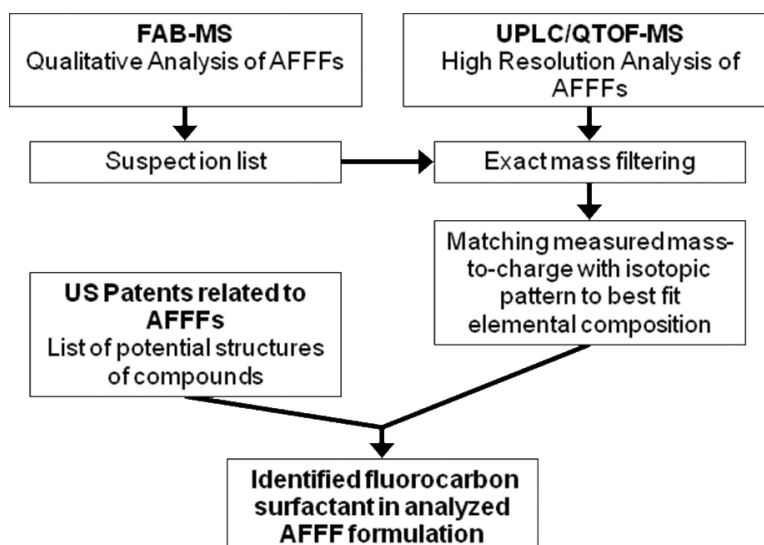 FAB-MS
Qualitative Analysis of AFFFs
UPLC/QTOF-MS
High Resolution Analysis of
AFFFs
Suspection list
Exact mass filtering
Matching measured mass-
to-charge with isotopic
pattern to best fit
elemental composition
US Patents related to
AFFFs
List of potential structures
of compounds
Identified fluorocarbon
surfactant in analyzed
AFFF formulation